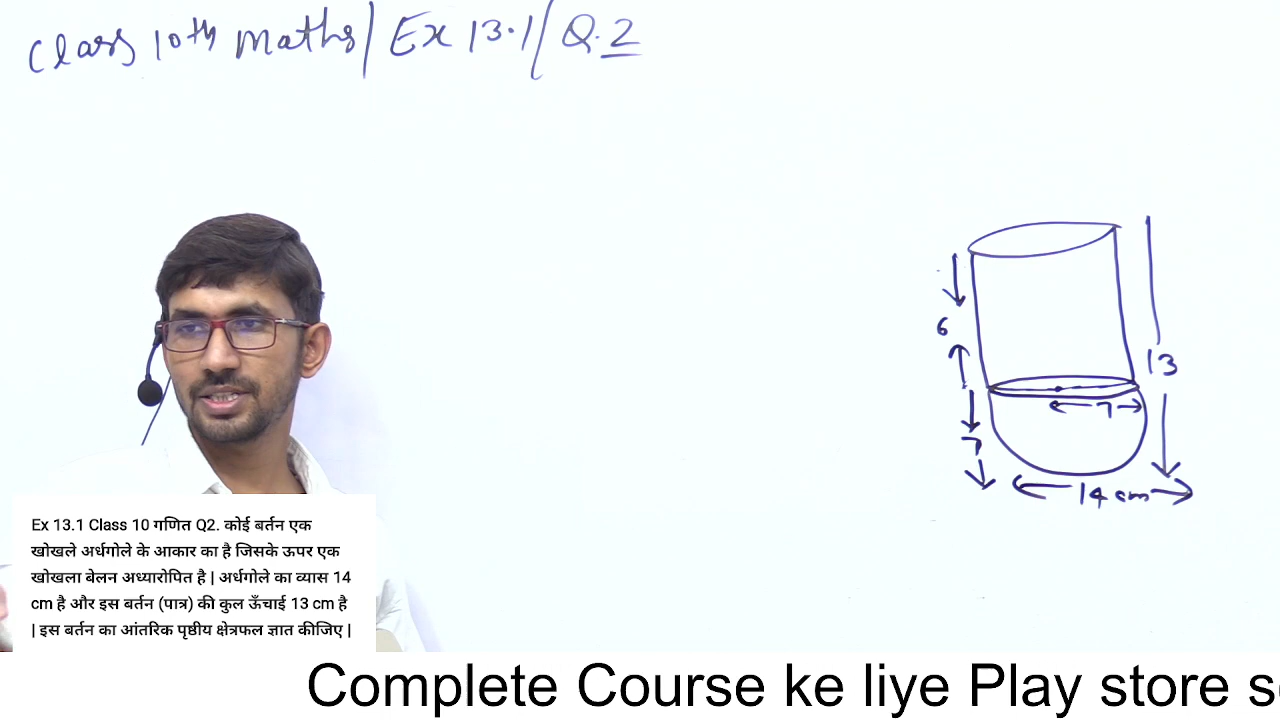 Class 10th maths/ Ex 13.1/ Q.2
6
13
7
7
14 cm
Ex 13.1 Class 10 गणित Q2. कोई बर्तन एक
खोखले अर्धगोले के आकार का है जिसके ऊपर एक
खोखला बेलन अध्यारोपित है | अर्धगोले का व्यास 14
cm है और इस बर्तन (पात्र) की कुल ऊँचाई 13 cm है
| इस बर्तन का आंतरिक पृष्ठीय क्षेत्रफल ज्ञात कीजिए |
Complete Course ke liye Play store s